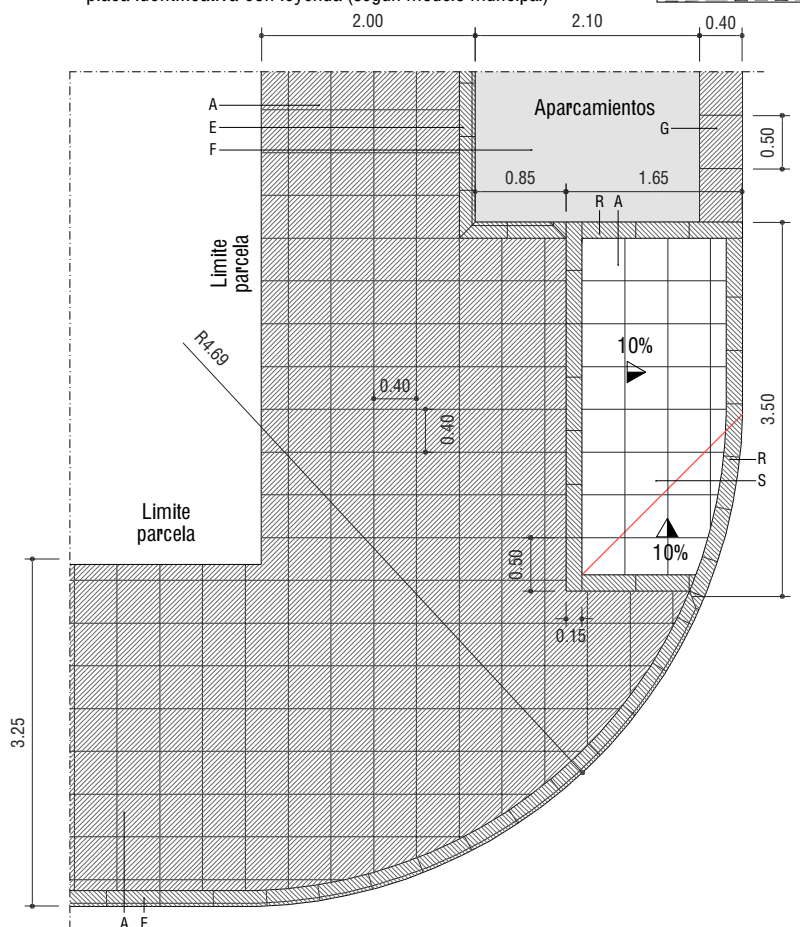 placa identificativa con leyenda (según modelo municipal)
2.00
2.10
0.40
A
E
F
Aparcamientos
G
0.50
0.85
1.65
R A
Limite
parcela
R4.69
10%
0.40
0.40
3.50
R
S
Limite
parcela
10%
0.50
0.15
3.25
A E